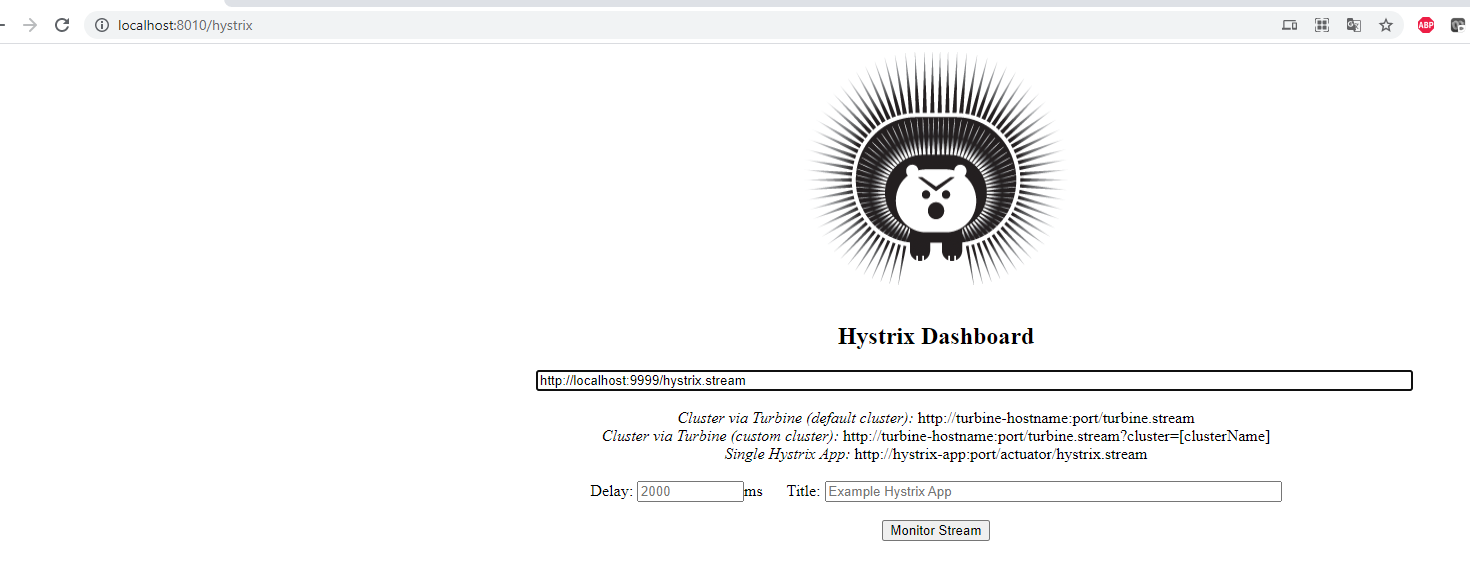 localhost:8010/hystrix
ABP
Hystrix Dashboard
http://localhost:9999/hystrix.stream
Cluster via Turbine (default cluster): http://turbine-hostname:port/turbine.stream
Cluster via Turbine (custom cluster): http://turbine-hostname:port/turbine.stream?cluster=[clusterName]
Single Hystrix App: http://hystrix-app:port/actuator/hystrix.stream
Delay: 2000 ms Title: Example Hystrix App
Monitor Stream